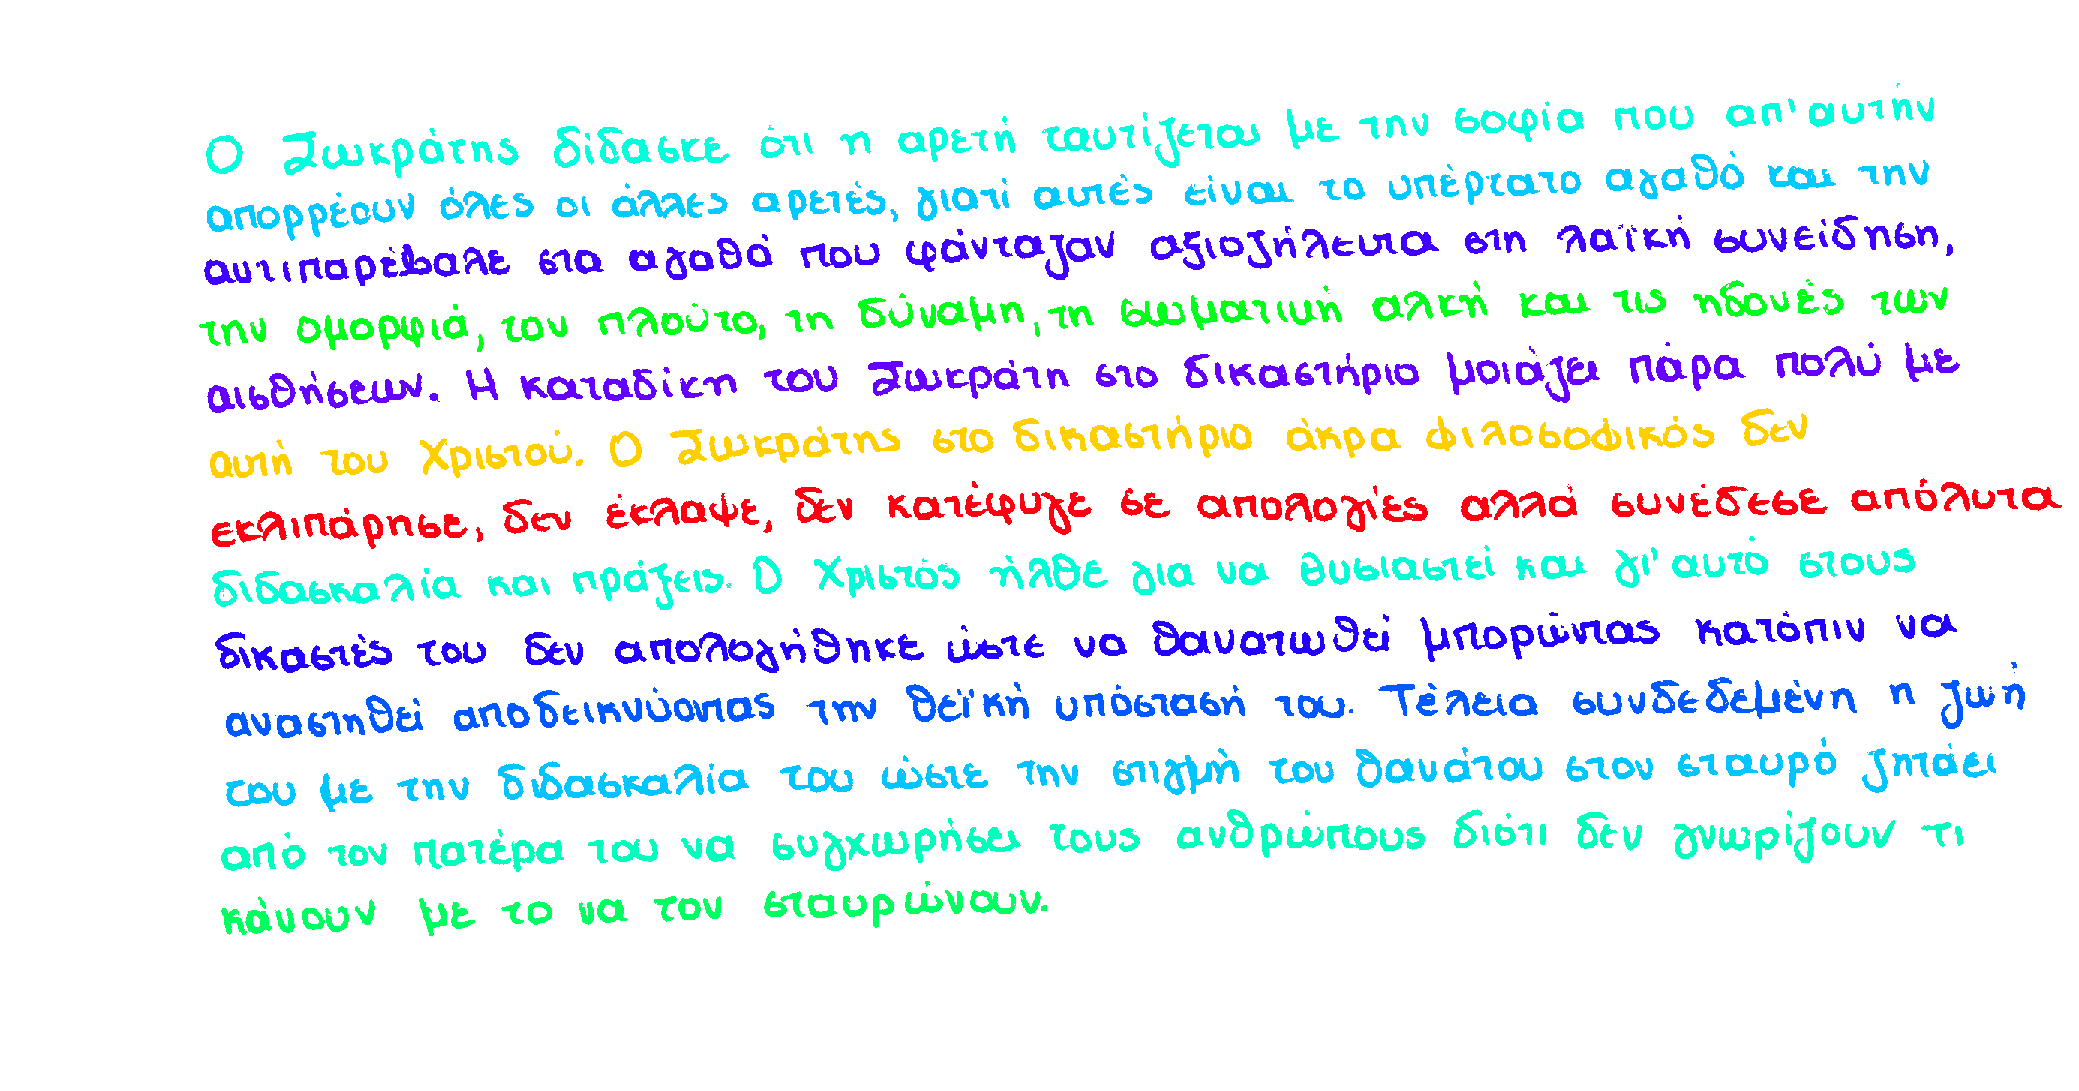 Ο Σωκράτης δίδασκε ότι η αρετή ταυτίζεται με την σοφία που απ' αυτήν
απορρέουν όλες οι άλλες αρετές, γιατί αυτές είναι το υπέρτατο αγαθό και την
αντιπαρέβαλε στα αγαθά που φάνταζαν αξιοζήλευτα στη λαϊκή συνείδηση,
την ομορφιά, τον πλούτο, τη δύναμη, τη σωματική αλκή και τις ηδονές των
αισθήσεων. Η καταδίκη του Σωκράτη στο δικαστήριο μοιάζει πάρα πολύ με
αυτή του Χριστού. Ο Σωκράτης στο δικαστήριο άκρα φιλοσοφικός δεν
εκλιπάρησε, δεν έκλαψε, δεν κατέφυγε σε απολογίες αλλά συνέδεσε απόλυτα
διδασκαλία και πράξεις. Ο Χριστός ήλθε για να θυσιαστεί και γι' αυτό στους
δικαστές του δεν απολογήθηκε ώστε να θανατωθεί μπορώντας κατόπιν να
αναστηθεί αποδεικνύοντας την θεϊκή υπόστασή του. Τέλεια συνδεδεμένη η ζωή
του με την διδασκαλία του ώστε την στιγμή του θανάτου στον σταυρό ζητάει
από τον πατέρα του να συγχωρήσει τους ανθρώπους διότι δεν γνωρίζουν τι
κάνουν με το να τον σταυρώνουν.